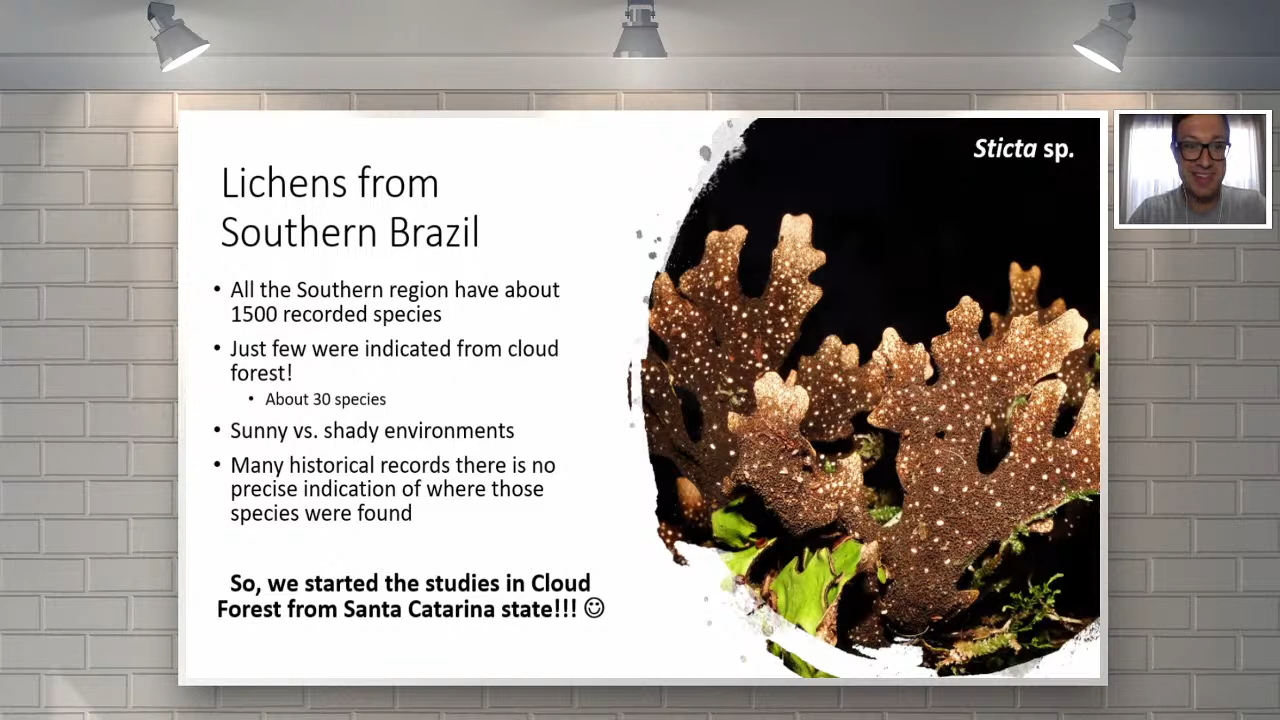 Sticta sp.
Lichens from
Southern Brazil
• All the Southern region have about
1500 recorded species
• Just few were indicated from cloud
forest!
• About 30 species
• Sunny vs. shady environments
• Many historical records there is no
precise indication of where those
species were found
So, we started the studies in Cloud
Forest from Santa Catarina state!!! ☺